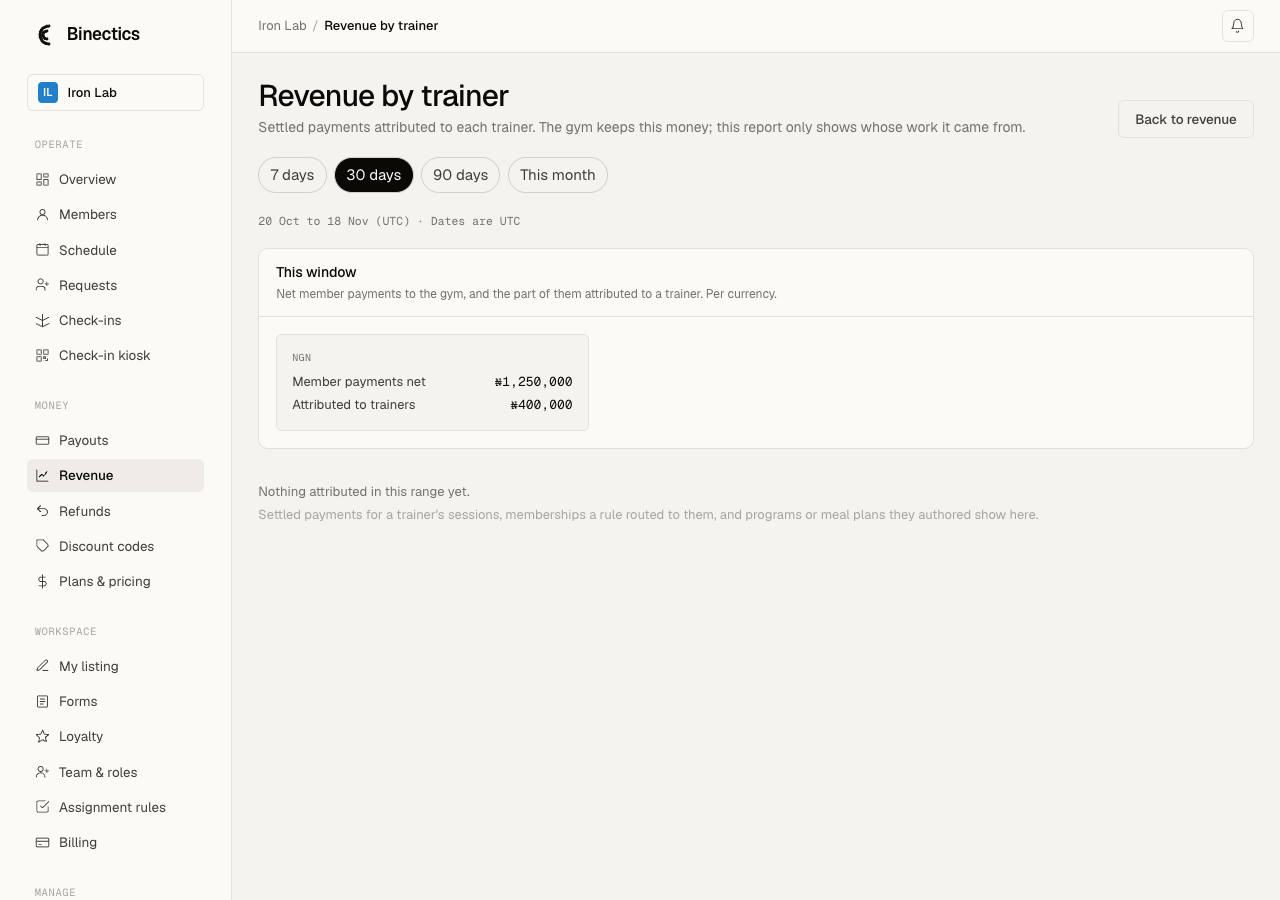 Binectics
IL Iron Lab
OPERATE
Overview
Members
Schedule
Requests
Check-ins
Check-in kiosk
MONEY
Payouts
Revenue
Refunds
Discount codes
Plans & pricing
WORKSPACE
My listing
Forms
Loyalty
Team & roles
Assignment rules
Billing
MANAGE
Iron Lab / Revenue by trainer
Revenue by trainer
Settled payments attributed to each trainer. The gym keeps this money; this report only shows whose work it came from.
Back to revenue
7 days 30 days 90 days This month
20 Oct to 18 Nov (UTC) · Dates are UTC
This window
Net member payments to the gym, and the part of them attributed to a trainer. Per currency.
NGN
Member payments net ₦1,250,000
Attributed to trainers ₦400,000
Nothing attributed in this range yet.
Settled payments for a trainer's sessions, memberships a rule routed to them, and programs or meal plans they authored show here.